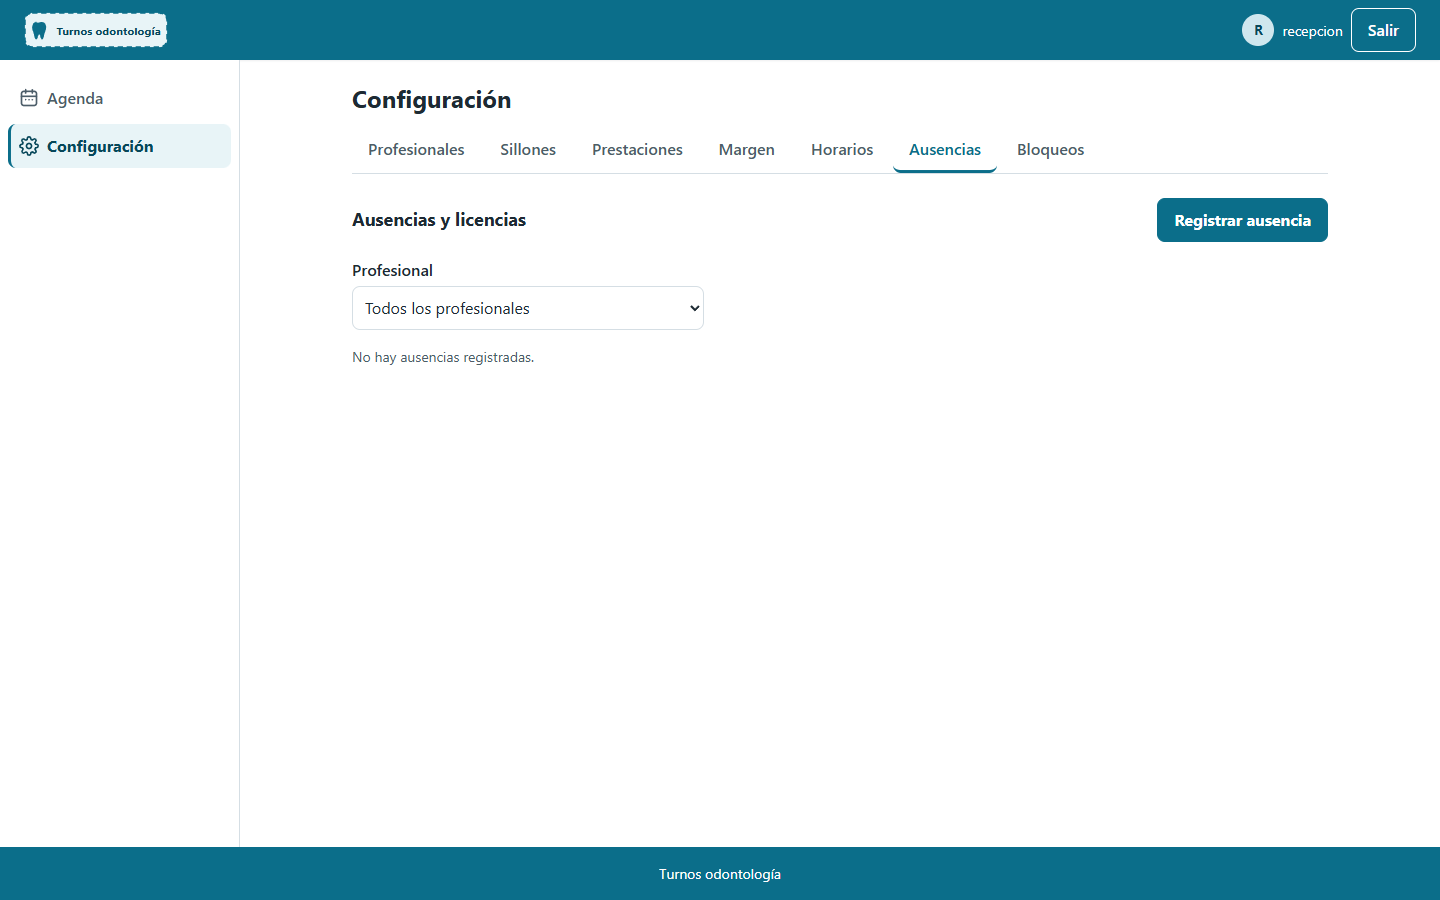 Turnos odontología
R
recepcion
Salir
Agenda
Configuración
Configuración
Profesionales
Sillones
Prestaciones
Margen
Horarios
Ausencias
Bloqueos
Ausencias y licencias
Registrar ausencia
Profesional
Todos los profesionales
No hay ausencias registradas.
Turnos odontología